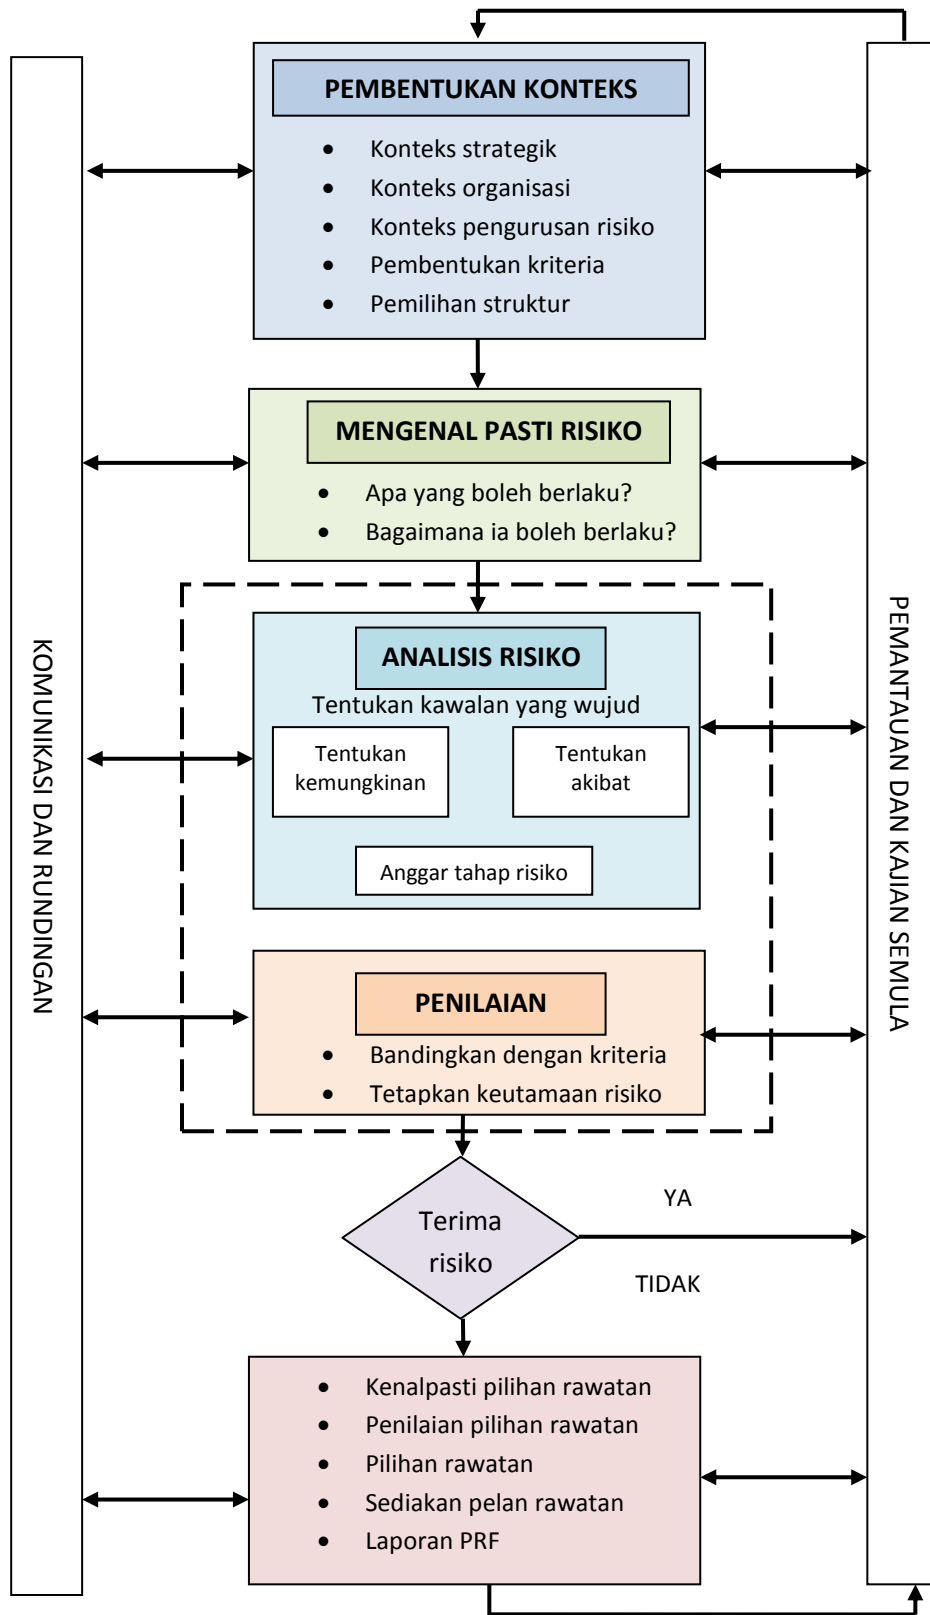 PEMBENTUKAN KONTEKS
• Konteks strategik
• Konteks organisasi
• Konteks pengurusan risiko
• Pembentukan kriteria
• Pemilihan struktur
MENGENAL PASTI RISIKO
• Apa yang boleh berlaku?
• Bagaimana ia boleh berlaku?
KOMUNIKASI DAN RUNDINGAN
PEMANTAUAN DAN KAJIAN SEMULA
ANALISIS RISIKO
Tentukan kawalan yang wujud
Tentukan
kemungkinan
Tentukan
akibat
Anggar tahap risiko
PENILAIAN
• Bandingkan dengan kriteria
• Tetapkan keutamaan risiko
Terima
risiko
YA
TIDAK
• Kenalpasti pilihan rawatan
• Penilaian pilihan rawatan
• Pilihan rawatan
• Sediakan pelan rawatan
• Laporan PRF